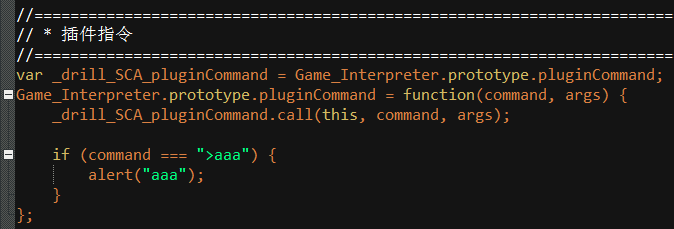 //=============================================================================
// * 插件指令
//=============================================================================
var _drill_SCA_pluginCommand = Game_Interpreter.prototype.pluginCommand;
Game_Interpreter.prototype.pluginCommand = function(command, args) {
    _drill_SCA_pluginCommand.call(this, command, args);
    if (command === ">aaa") {
        alert("aaa");
    }
};